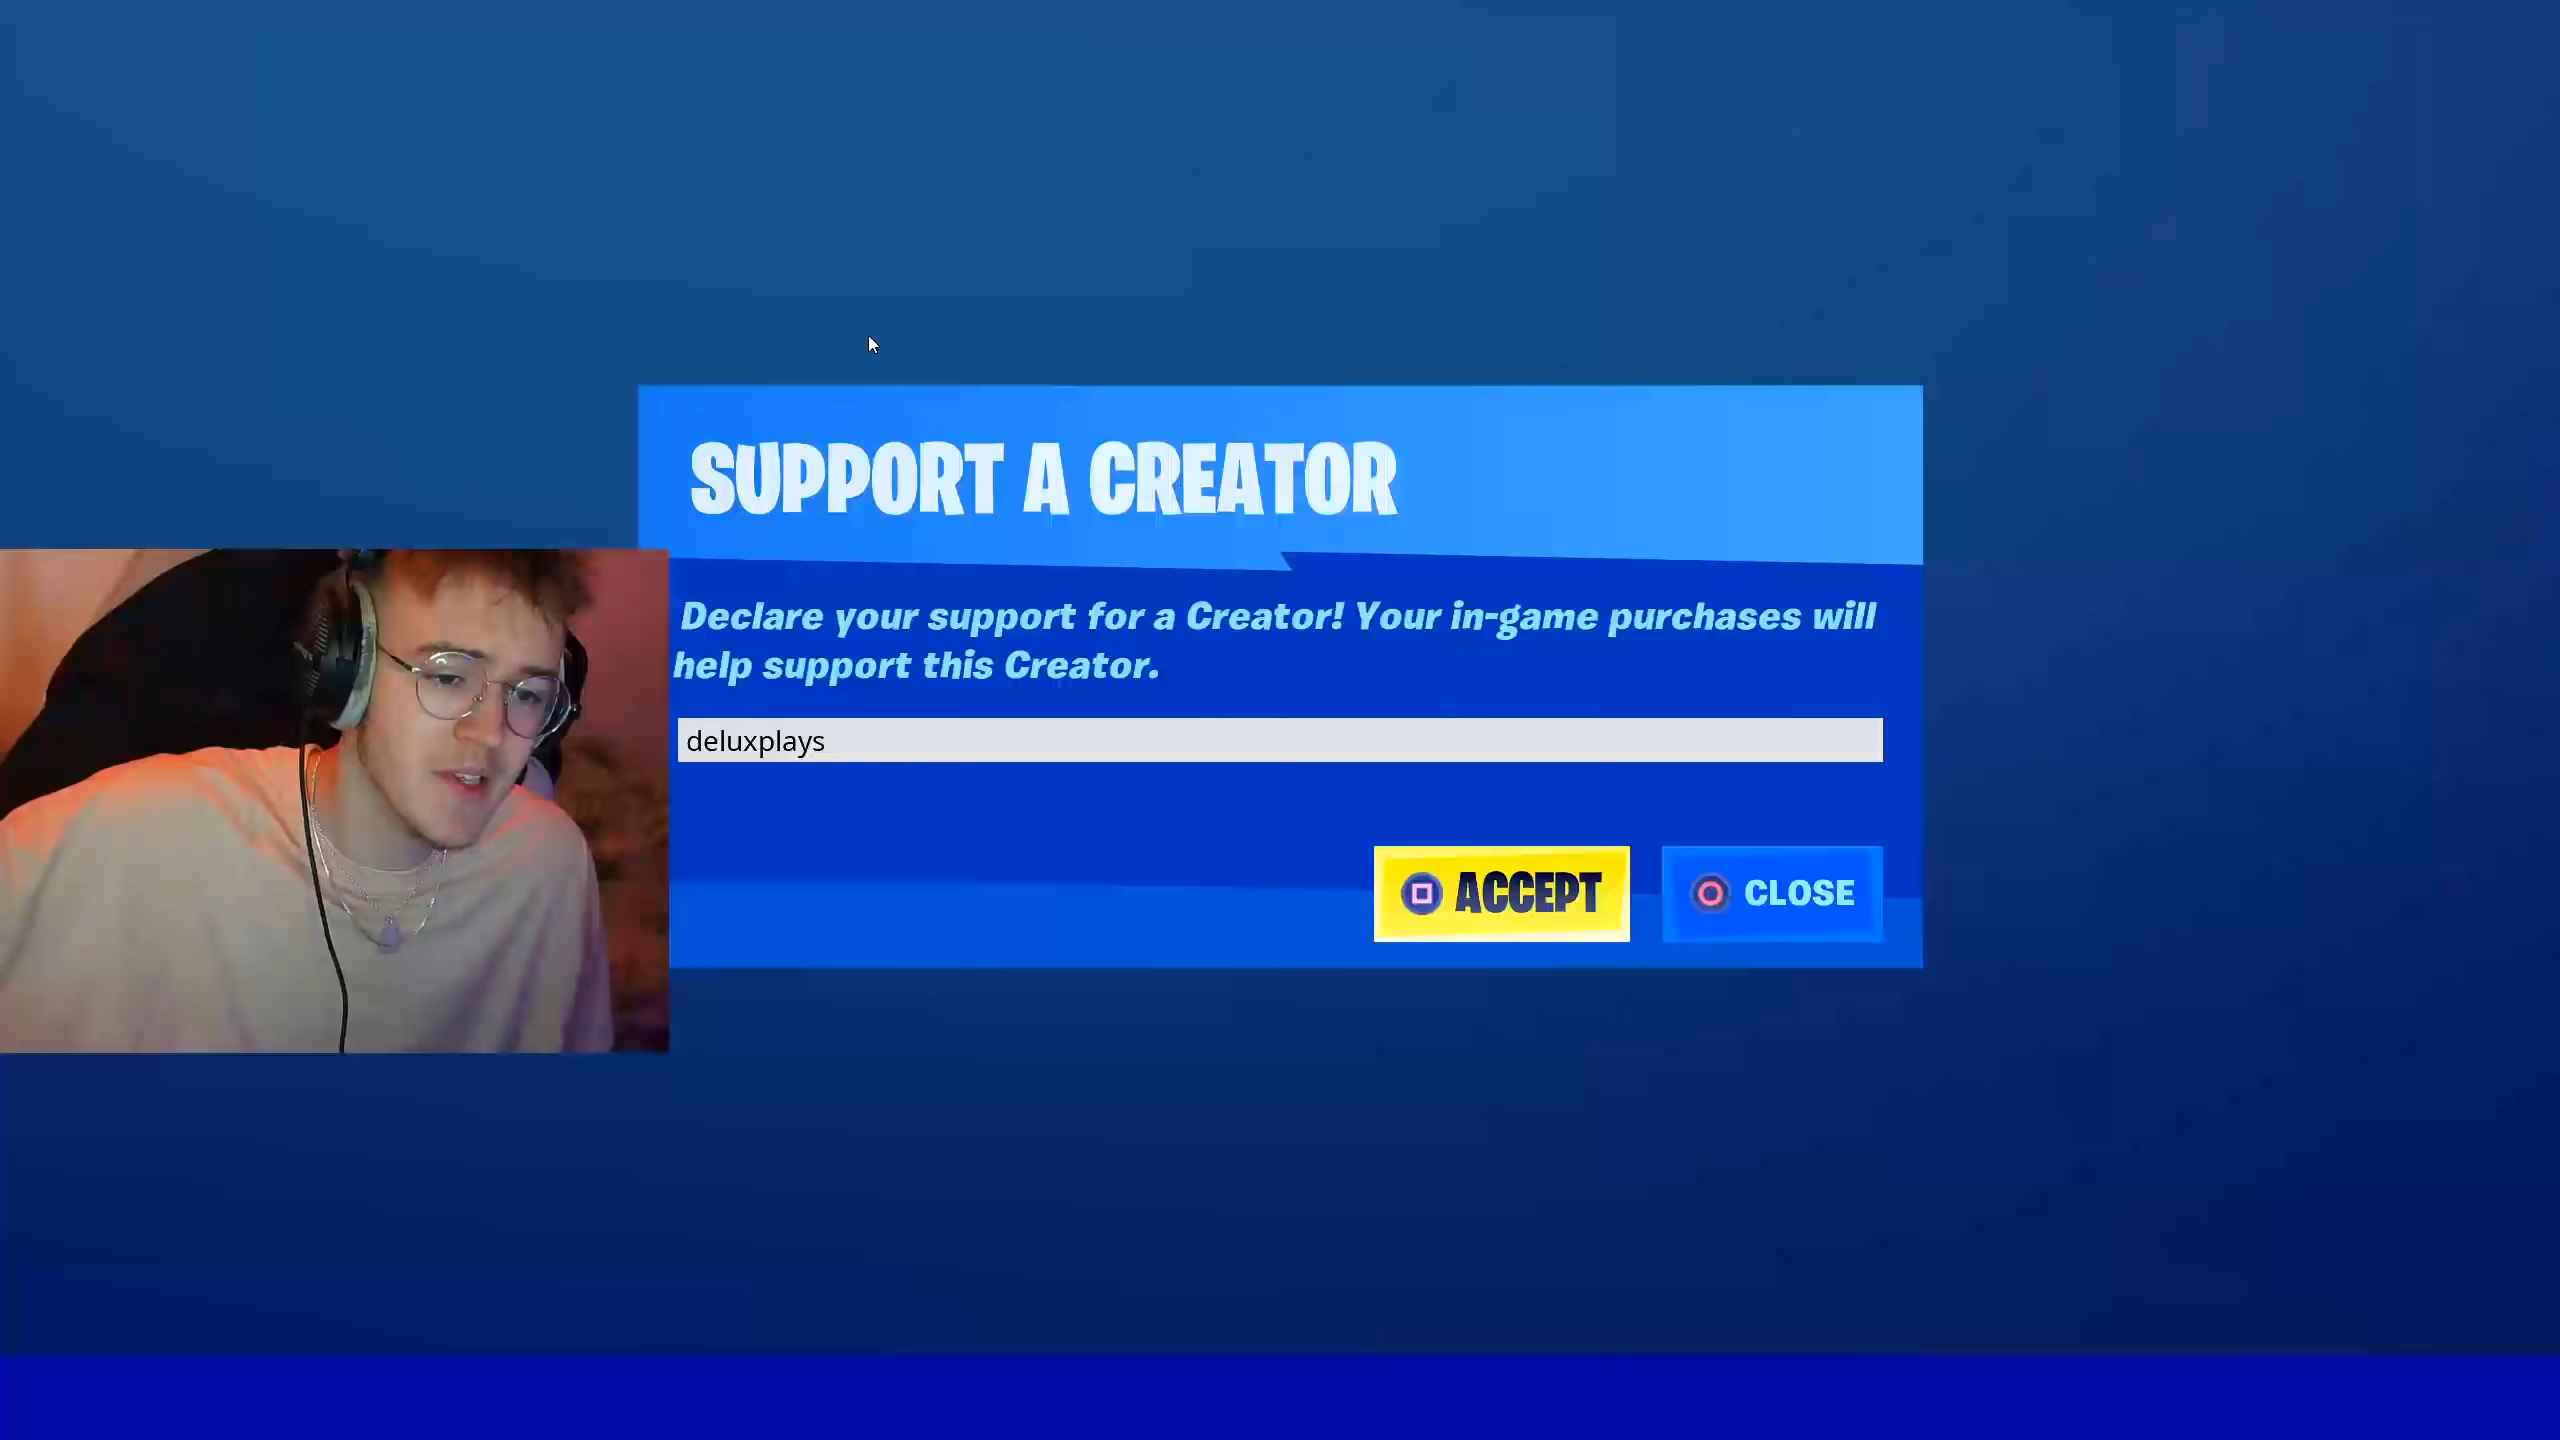 SUPPORT A CREATOR
Declare your support for a Creator! Your in-game purchases will
help support this Creator.
deluxplays
ACCEPT
CLOSE